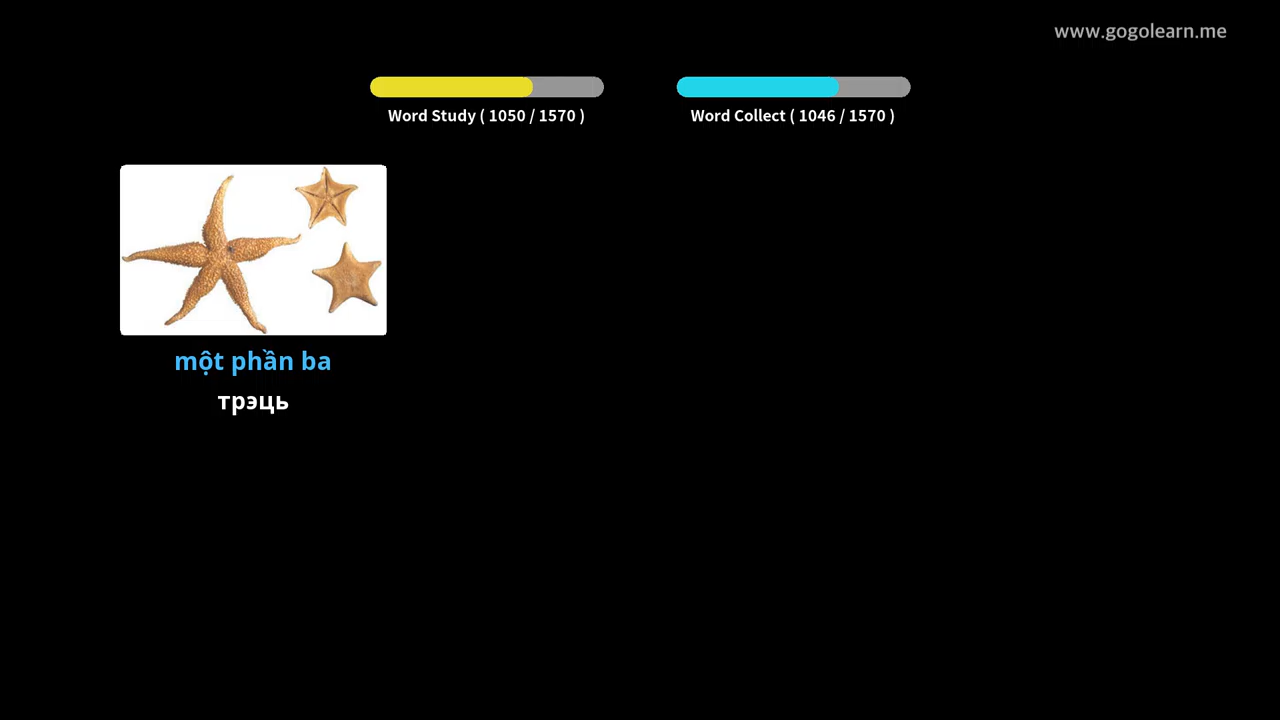 www.gogolearn.me
Word Study ( 1050 / 1570 )
Word Collect ( 1046 / 1570 )
một phần ba
трэць